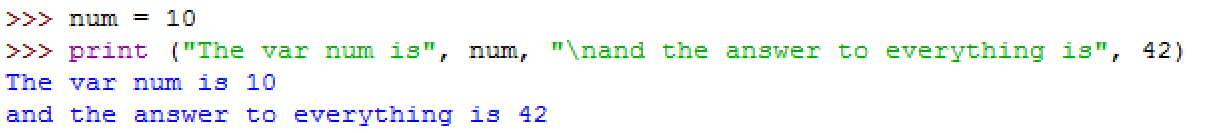 >>> num = 10
>>> print ("The var num is", num, "\nand the answer to everything is", 42)
The var num is 10
and the answer to everything is 42